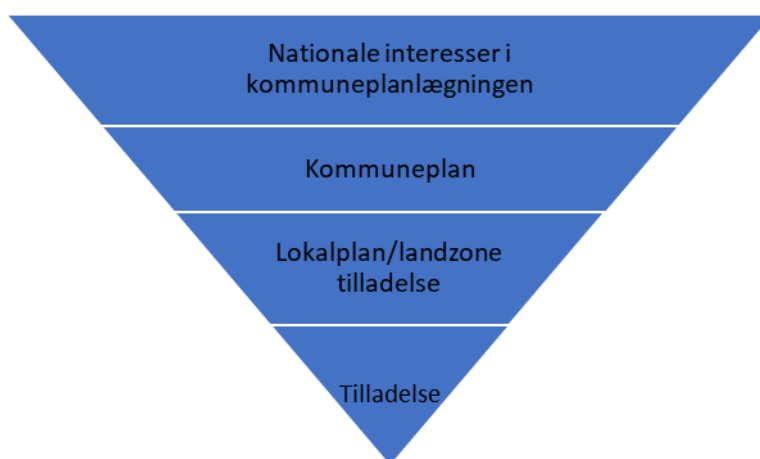 Nationale interesser i
kommuneplanlægningen
Kommuneplan
Lokalplan/landzone
tilladelse
Tilladelse